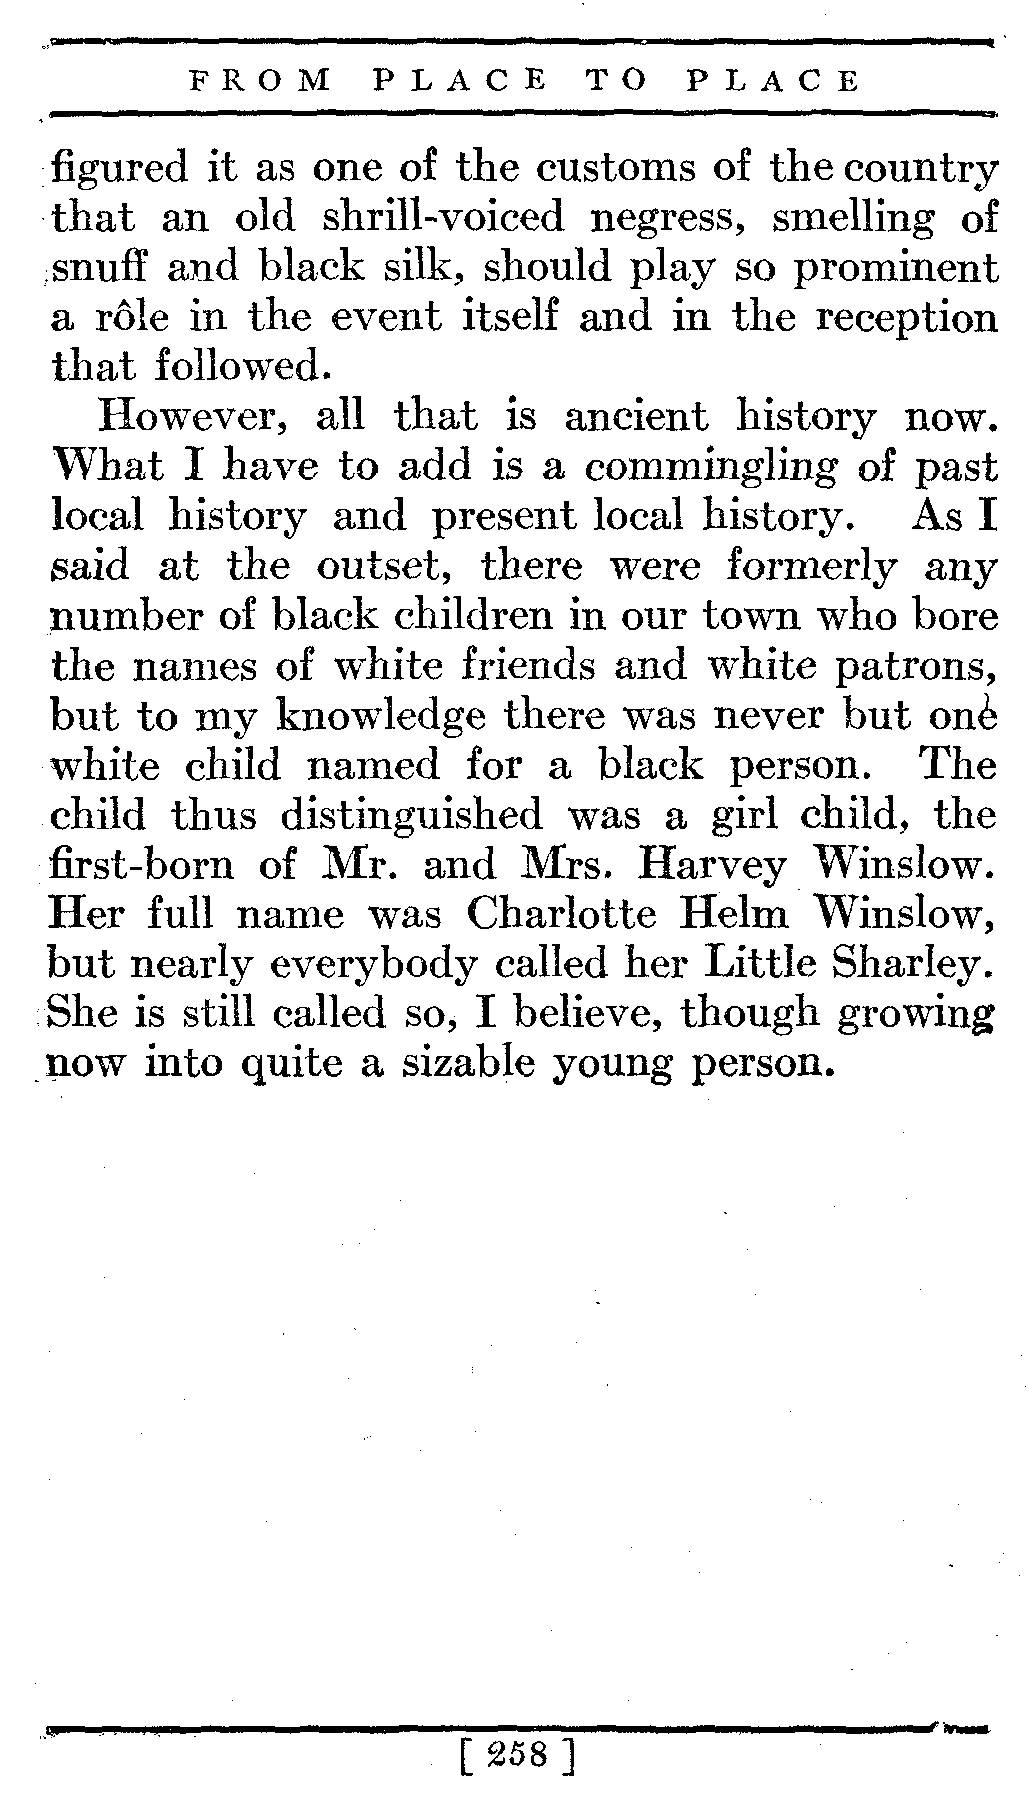 FROM PLACE TO PLACE
figured it as one of the customs of the country
that an old shrill-voiced negress, smelling of
snuff and black silk, should play so prominent
a rôle in the event itself and in the reception
that followed.
However, all that is ancient history now.
What I have to add is a commingling of past
local history and present local history. As I
said at the outset, there were formerly any
number of black children in our town who bore
the names of white friends and white patrons,
but to my knowledge there was never but one
white child named for a black person. The
child thus distinguished was a girl child, the
first-born of Mr. and Mrs. Harvey Winslow.
Her full name was Charlotte Helm Winslow,
but nearly everybody called her Little Sharley.
She is still called so, I believe, though growing
now into quite a sizable young person.
[ 258 ]